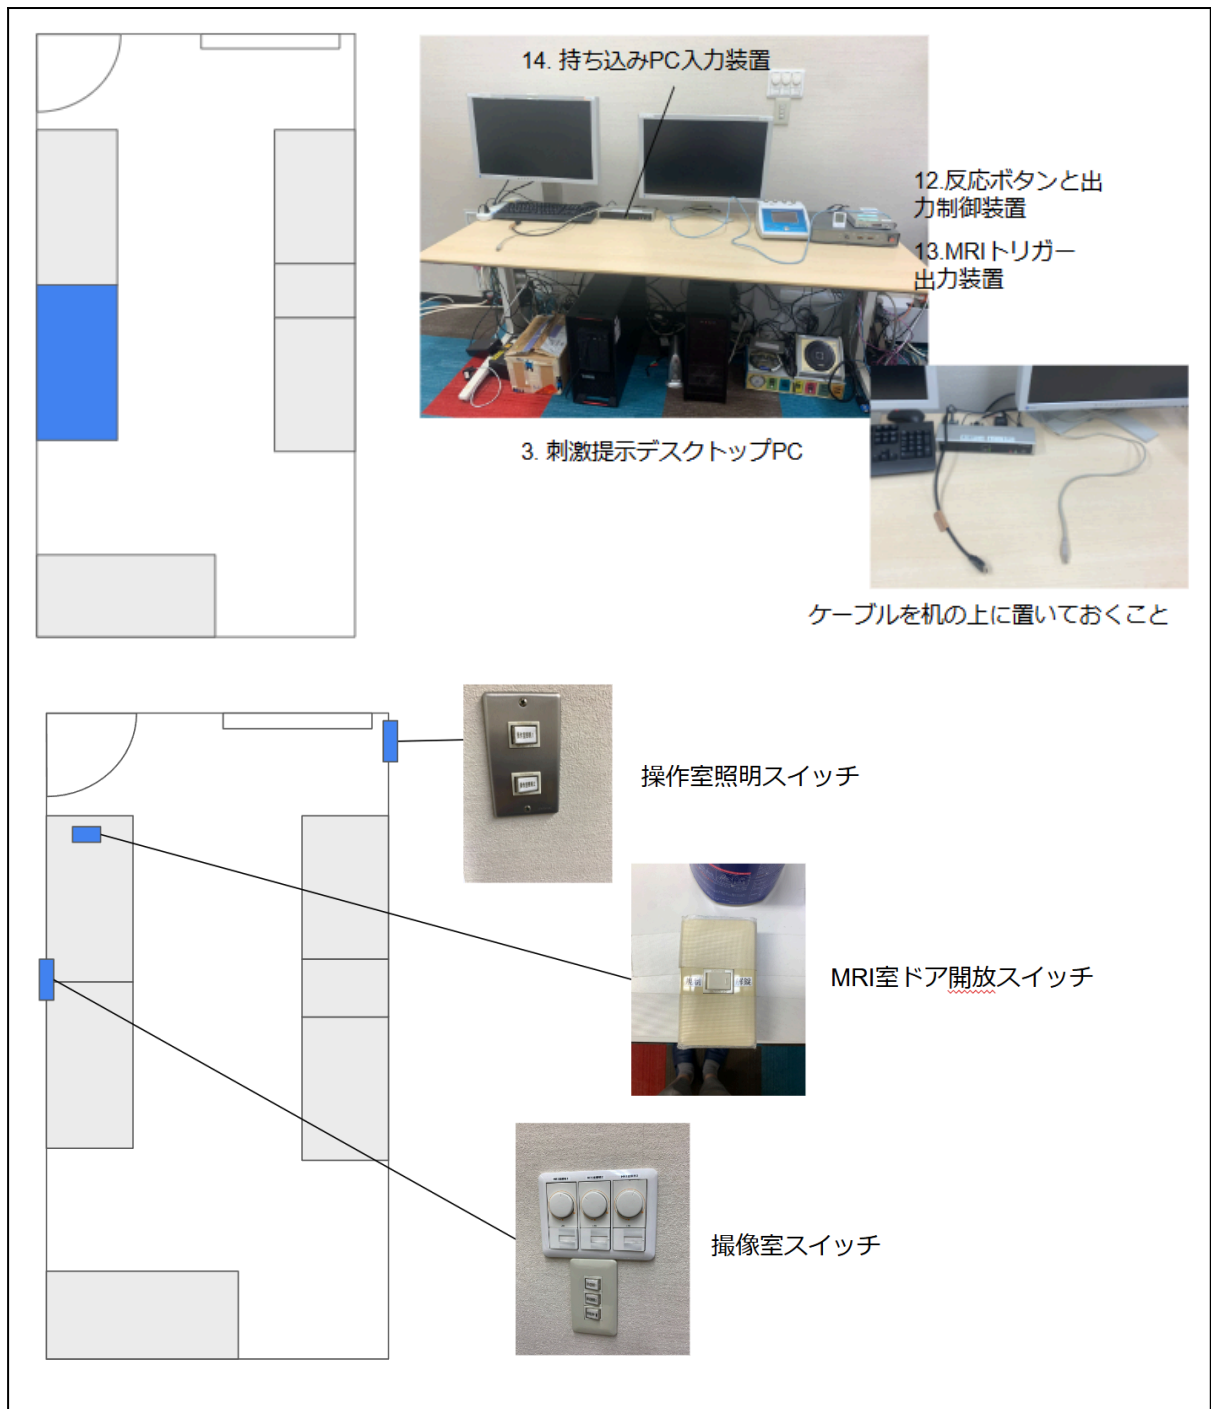 14. 持ち込みPC入力装置
12.反応ボタンと出
力制御装置
13.MRIトリガー
出力装置
3. 刺激提示デスクトップPC
ケーブルを机の上に置いておくこと
操作室照明スイッチ
MRI室ドア開放スイッチ
撮像室スイッチ